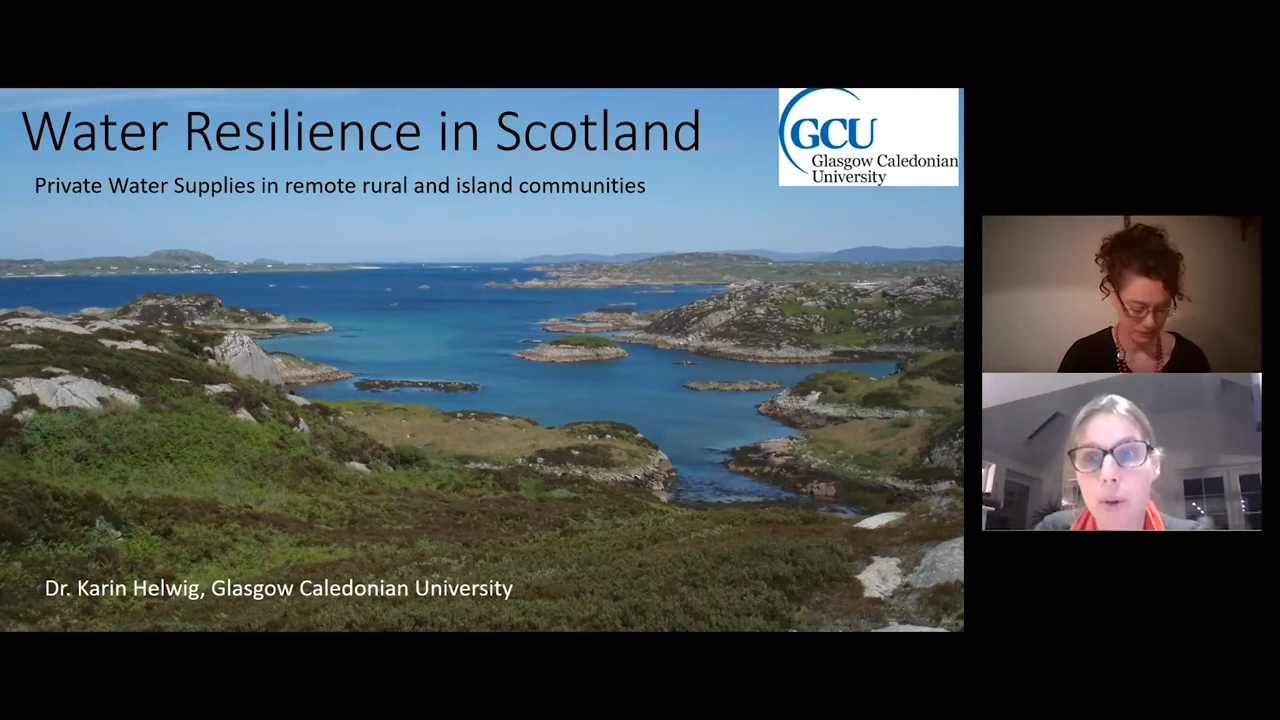 Water Resilience in Scotland
Private Water Supplies in remote rural and island communities
GCU
Glasgow Caledonian
University
Dr. Karin Helwig, Glasgow Caledonian University